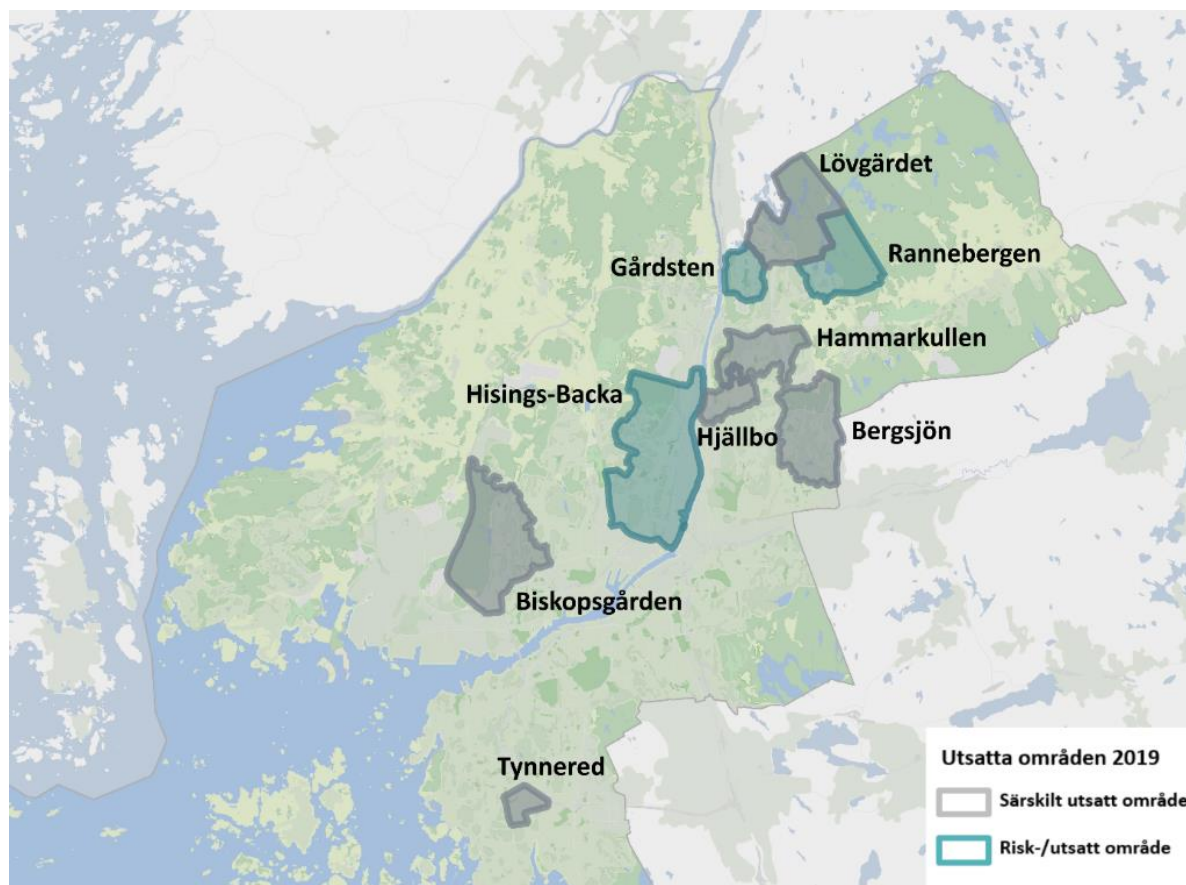 Lövgärdet
Rannebergen
Gårdsten
Hammarkullen
Hisings-Backa
Hjällbo
Bergsjön
Biskopsgården
Tynnered
Utsatta områden 2019
Särskilt utsatt område
Risk-/utsatt område